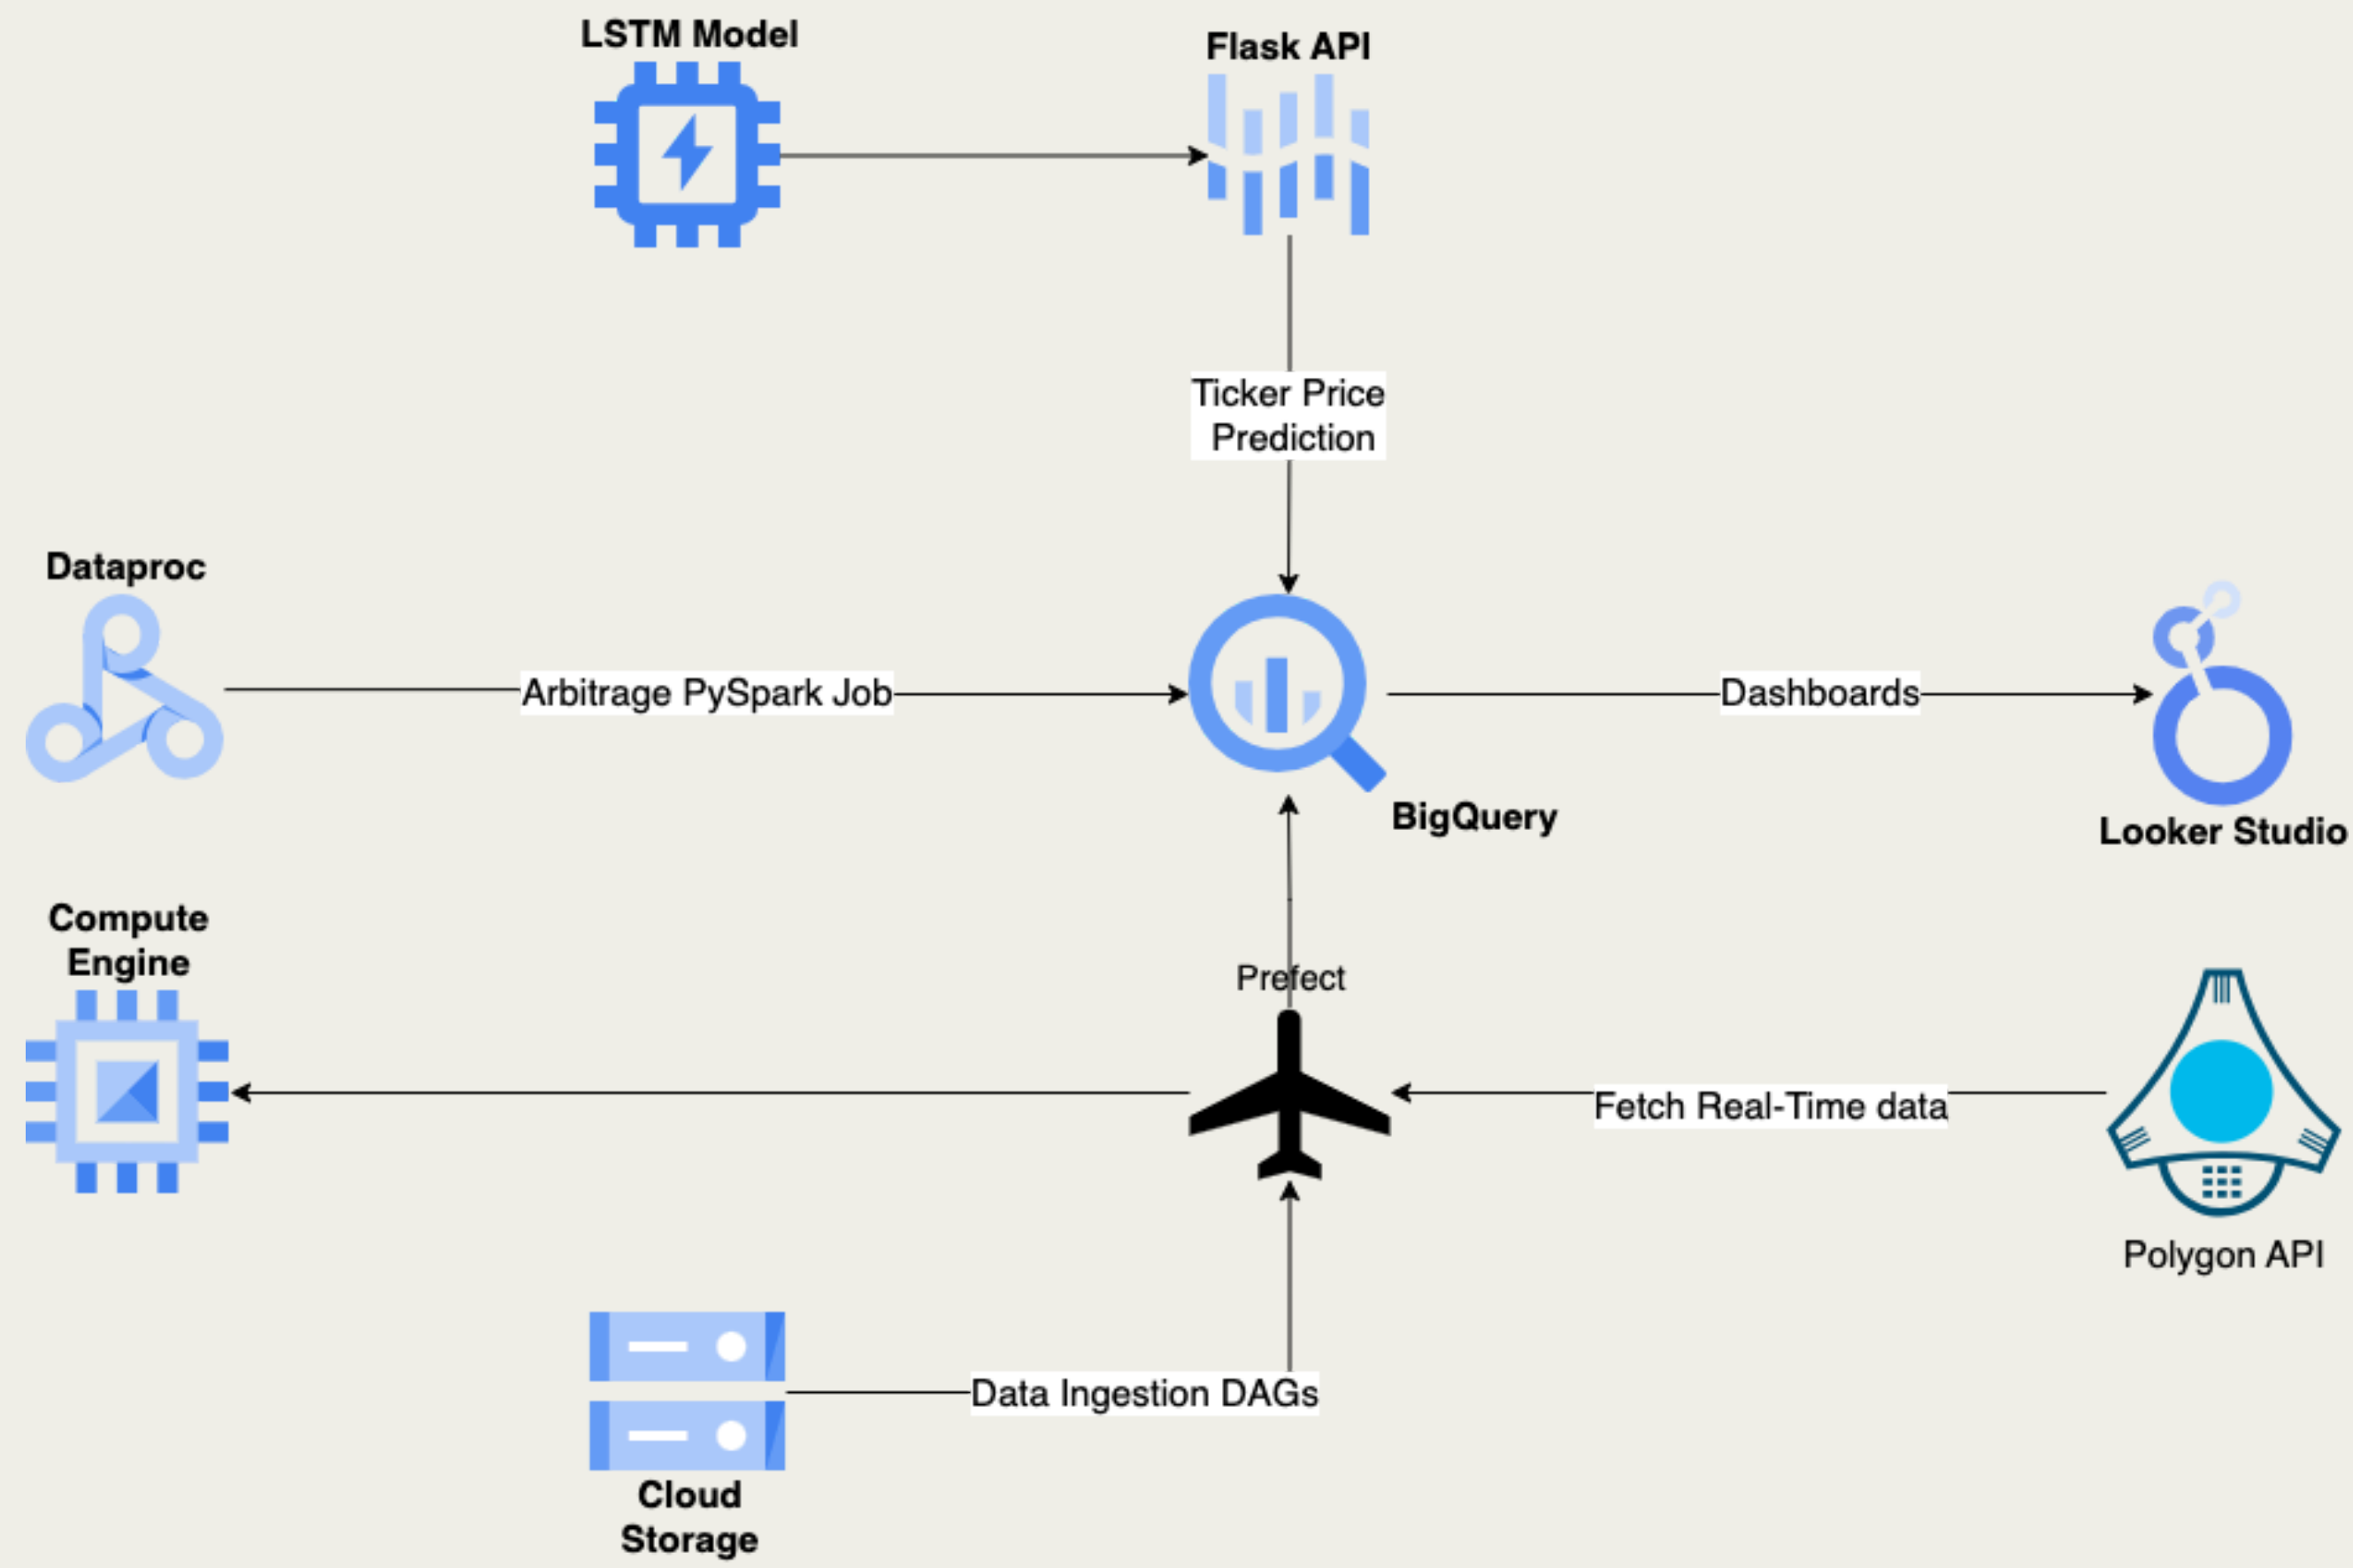 LSTM Model
Flask API
Ticker Price
Prediction
Dataproc
Arbitrage PySpark Job
Dashboards
BigQuery
Looker Studio
Compute
Engine
Prefect
Fetch Real-Time data
Polygon API
Data Ingestion DAGs
Cloud
Storage